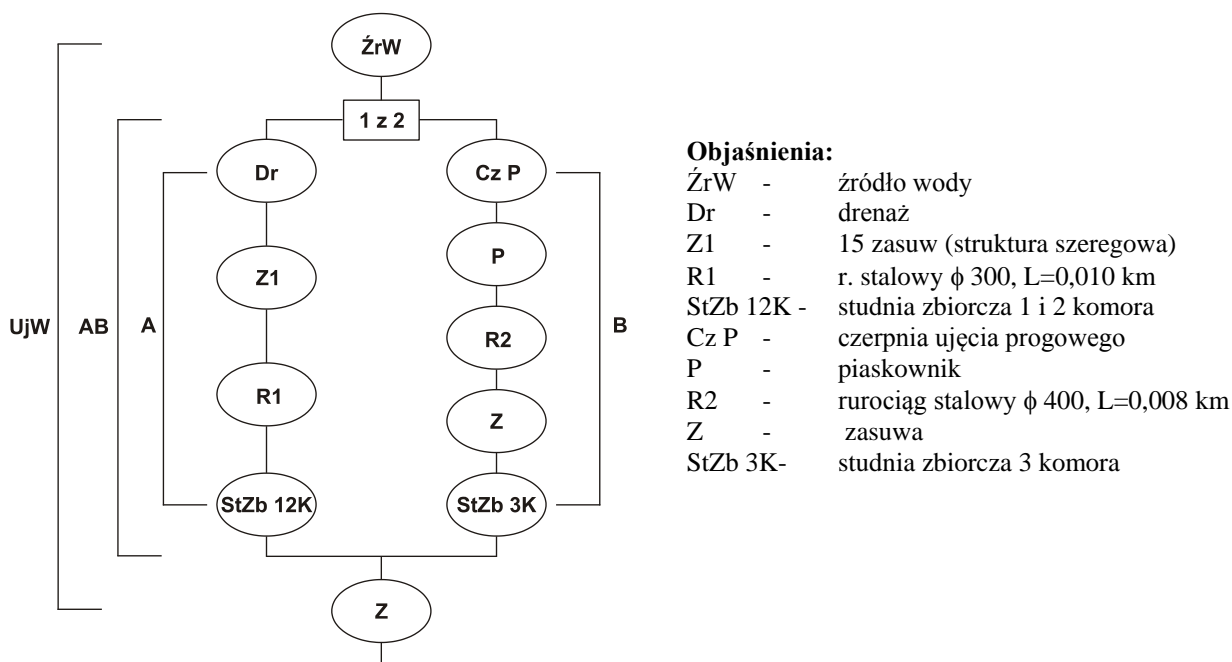 ŹrW
1 z 2
Dr
Cz P
Z1
P
R1
R2
Z
StZb 12K
StZb 3K
Z
UjW
AB
A
B
Objaśnienia:
ŹrW - źródło wody
Dr - drenaż
Z1 - 15 zasuw (struktura szeregowa)
R1 - r. stalowy ϕ 300, L=0,010 km
StZb 12K - studnia zbiorcza 1 i 2 komora
Cz P - czerpnia ujęcia progowego
P - piaskownik
R2 - rurociąg stalowy ϕ 400, L=0,008 km
Z - zasuwa
StZb 3K- studnia zbiorcza 3 komora